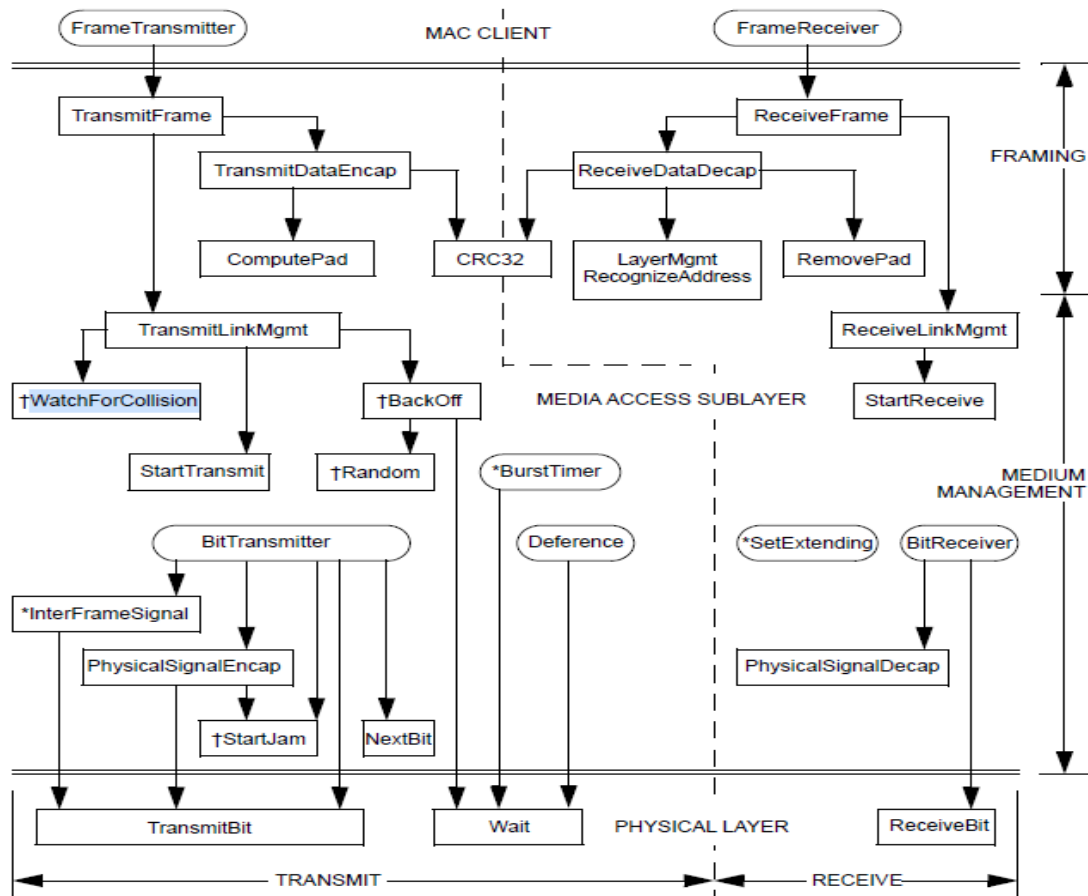 FrameTransmitter
MAC CLIENT
FrameReceiver
TransmitFrame
ReceiveFrame
TransmitDataEncap
ReceiveDataDecap
FRAMING
ComputePad
CRC32
LayerMgmt
RecognizeAddress
RemovePad
TransmitLinkMgmt
ReceiveLinkMgmt
†WatchForCollision
†BackOff
MEDIA ACCESS SUBLAYER
StartReceive
StartTransmit
†Random
*BurstTimer
MEDIUM
MANAGEMENT
BitTransmitter
Deference
*SetExtending
BitReceiver
*InterFrameSignal
PhysicalSignalEncap
PhysicalSignalDecap
†StartJam
NextBit
TransmitBit
Wait
PHYSICAL LAYER
ReceiveBit
TRANSMIT
RECEIVE